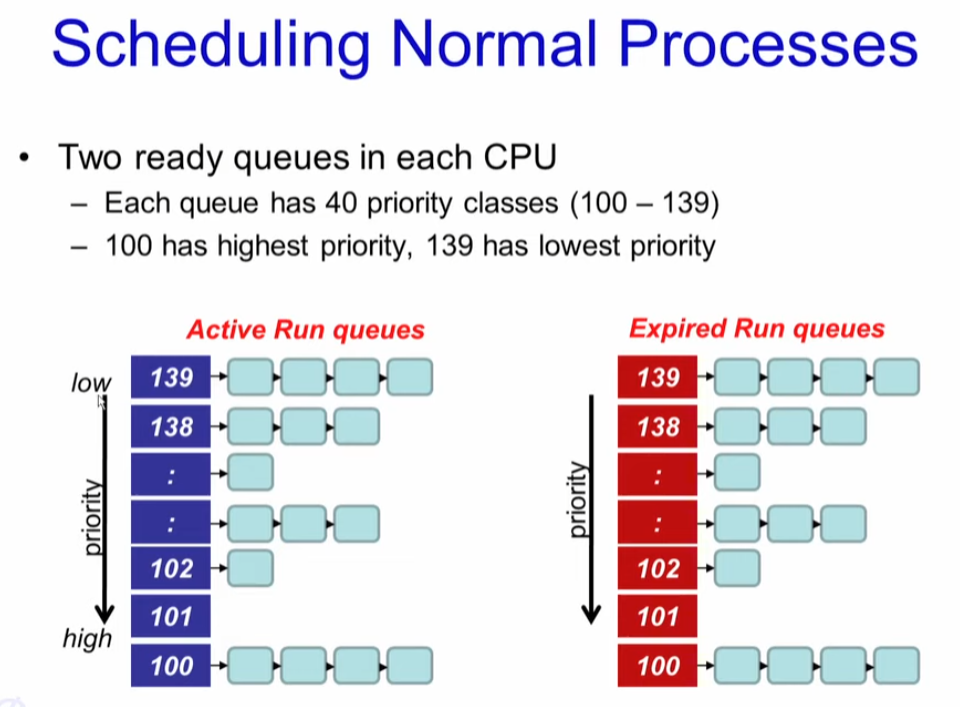 Scheduling Normal Processes
• Two ready queues in each CPU
– Each queue has 40 priority classes (100 – 139)
– 100 has highest priority, 139 has lowest priority
Active Run queues
low
priority
high
139
138
:
:
102
101
100
Expired Run queues
priority
139
138
:
:
102
101
100